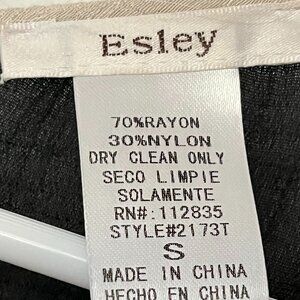 Esley
70%RAYON
30%NYLON
DRY CLEAN ONLY
SECO LIMPIE
SOLAMENTE
RN#:112835
STYLE#2173T
S
MADE IN CHINA
HECHO EN CHINA